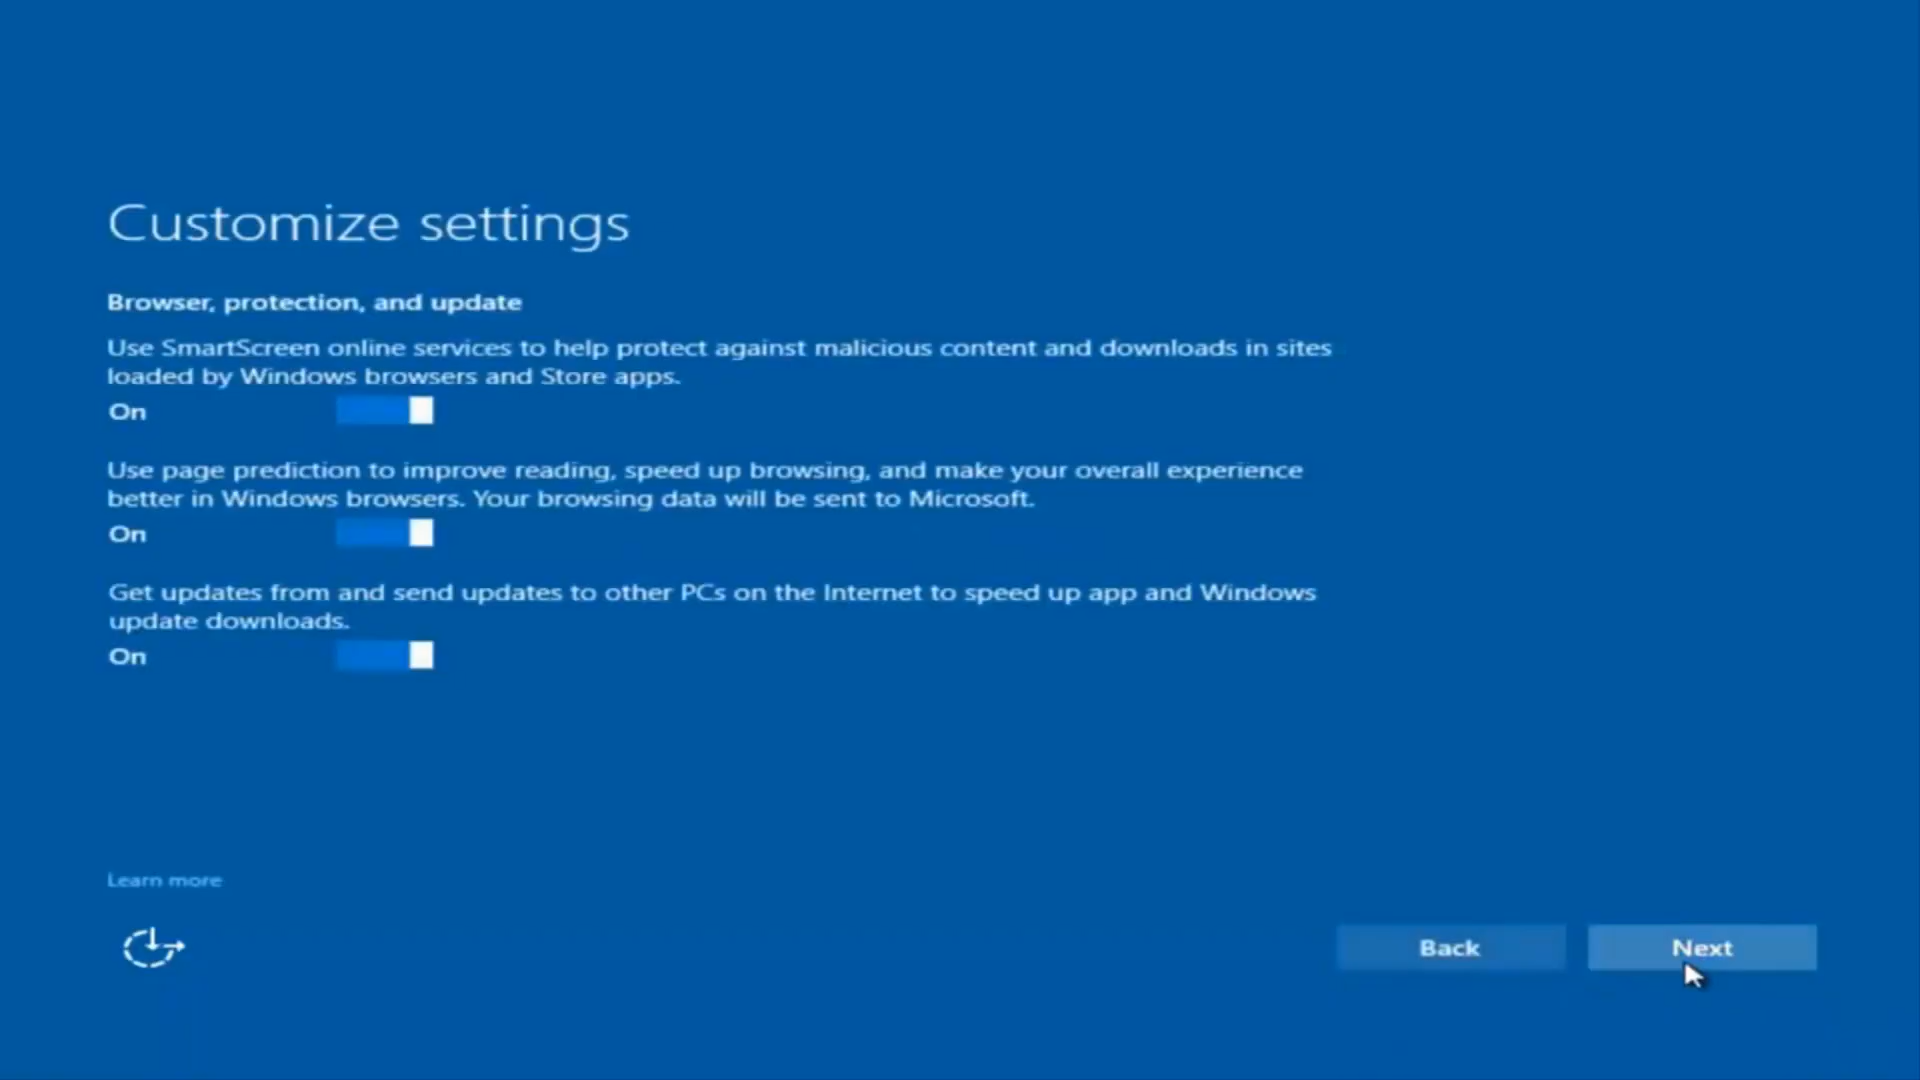 Customize settings
Browser, protection, and update
Use SmartScreen online services to help protect against malicious content and downloads in sites
loaded by Windows browsers and Store apps.
On
Use page prediction to improve reading, speed up browsing, and make your overall experience
better in Windows browsers. Your browsing data will be sent to Microsoft.
On
Get updates from and send updates to other PCs on the Internet to speed up app and Windows
update downloads.
On
Learn more
Back
Next